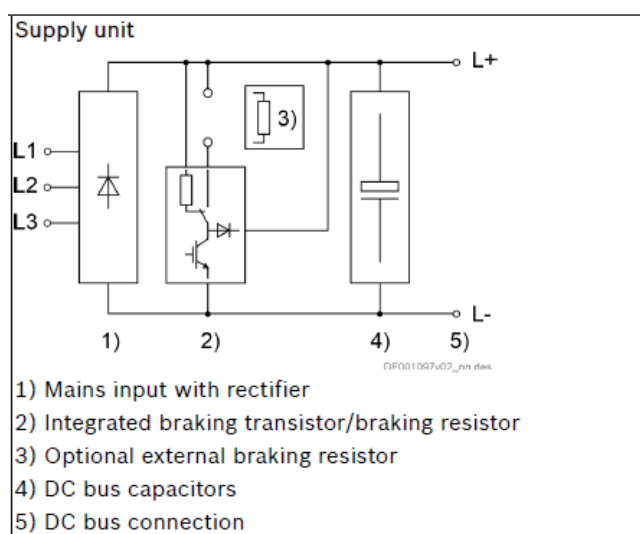 Supply unit
L+
3)
L1
L2
L3
L-
1) 2) 4) 5)
DF001097v02_nn.des
1) Mains input with rectifier
2) Integrated braking transistor/braking resistor
3) Optional external braking resistor
4) DC bus capacitors
5) DC bus connection